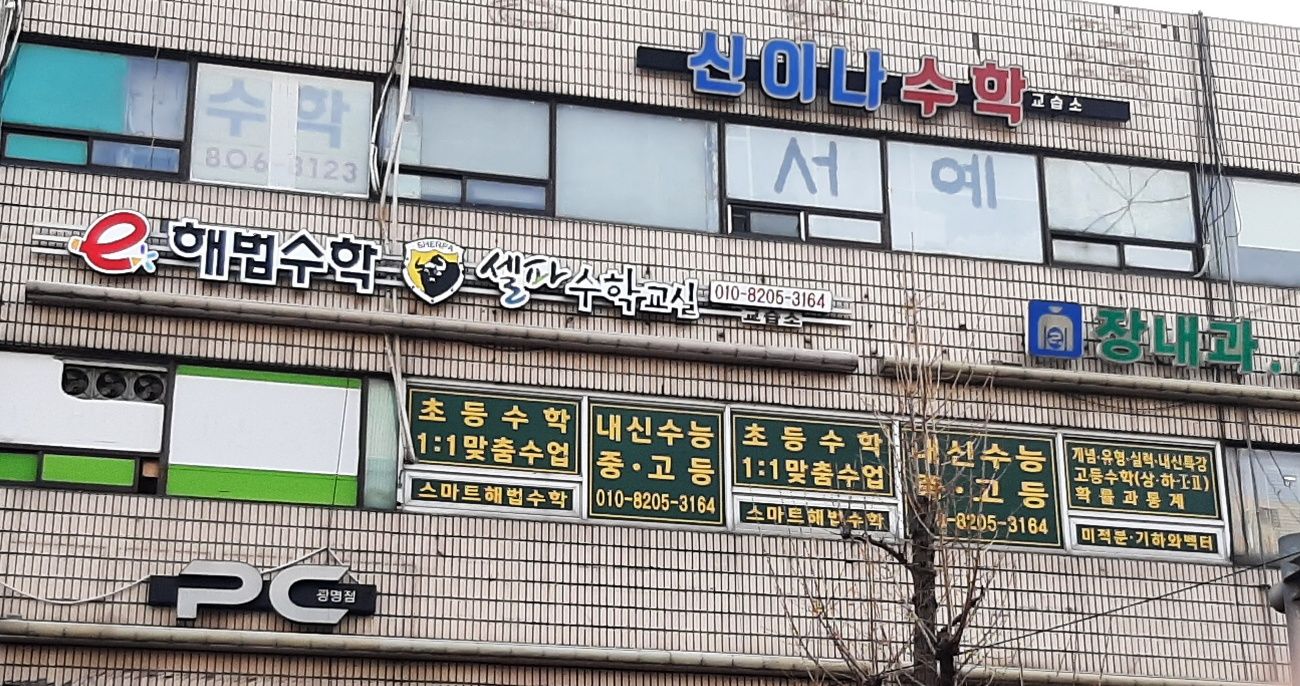 신이나수학 교습소
수학
806-3123
서예
e 해법수학 SHERPA 셀파 수학교실 010-8205-3164
교습소
장내과
초등수학
1:1맞춤수업
스마트해법수학
내신수능
중·고등
010-8205-3164
초등수학
1:1맞춤수업
스마트해법수학
내신수능
중·고등
-8205-3164
개념·유형·실력·내신특강
고등수학(상·하·I·II)
확률과통계
미적분·기하와벡터
PC 광명점